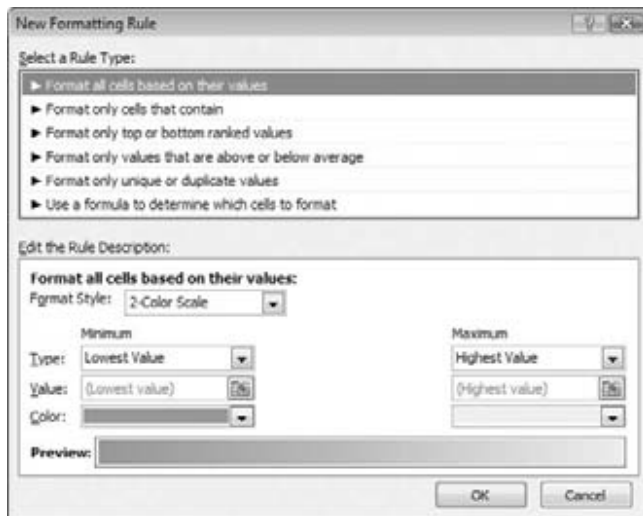 New Formatting Rule
Select a Rule Type:
► Format all cells based on their values
► Format only cells that contain
► Format only top or bottom ranked values
► Format only values that are above or below average
► Format only unique or duplicate values
► Use a formula to determine which cells to format
Edit the Rule Description:
Format all cells based on their values:
Format Style: 2-Color Scale
Minimum Maximum
Type: Lowest Value Highest Value
Value: (Lowest value) (Highest value)
Color:
Preview:
OK Cancel